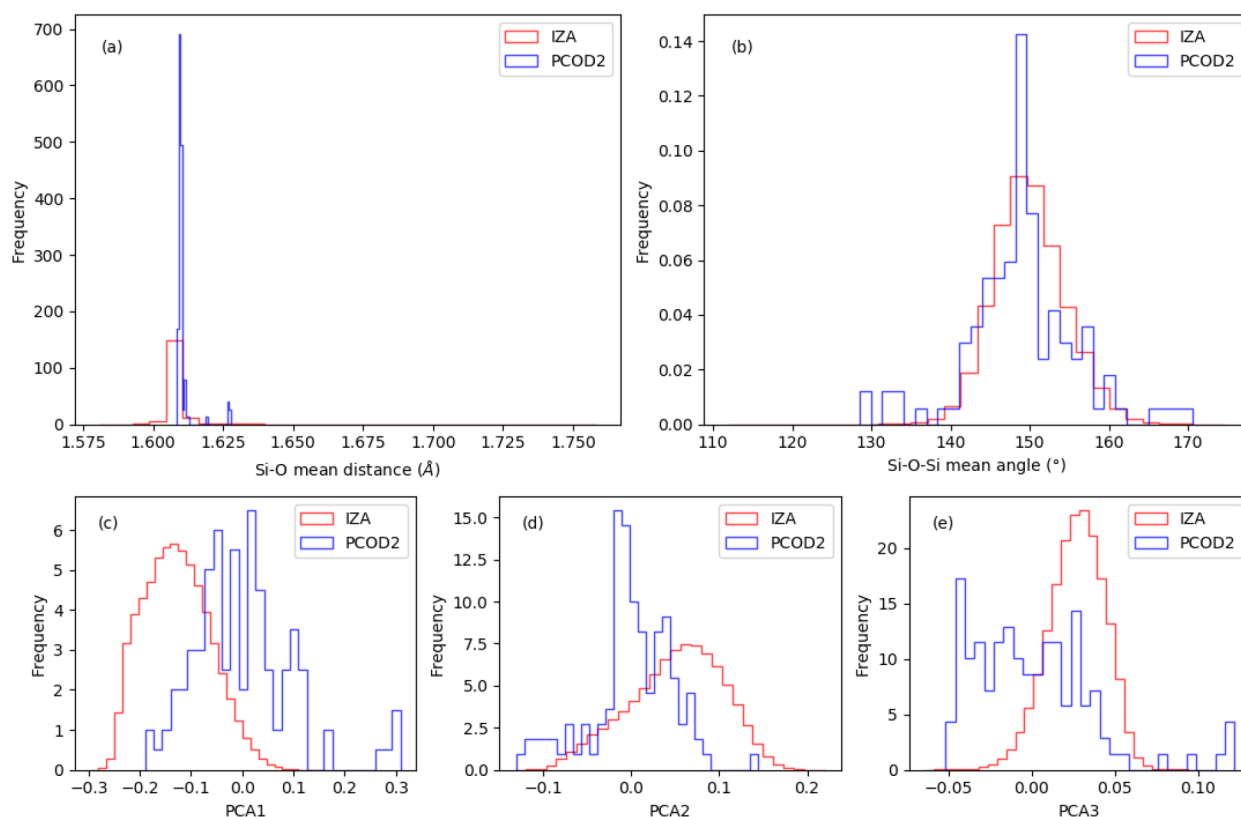 (a)
IZA
PCOD2
700
600
500
400
300
200
100
0
Frequency
1.575 1.600 1.625 1.650 1.675 1.700 1.725 1.750
Si-O mean distance (Å)
(b)
IZA
PCOD2
0.14
0.12
0.10
0.08
0.06
0.04
0.02
0.00
Frequency
110 120 130 140 150 160 170
Si-O-Si mean angle (°)
(c)
IZA
PCOD2
6
5
4
3
2
1
0
Frequency
−0.3 −0.2 −0.1 0.0 0.1 0.2 0.3
PCA1
(d)
IZA
PCOD2
15.0
12.5
10.0
7.5
5.0
2.5
0.0
Frequency
−0.1 0.0 0.1 0.2
PCA2
(e)
IZA
PCOD2
20
15
10
5
0
Frequency
−0.05 0.00 0.05 0.10
PCA3